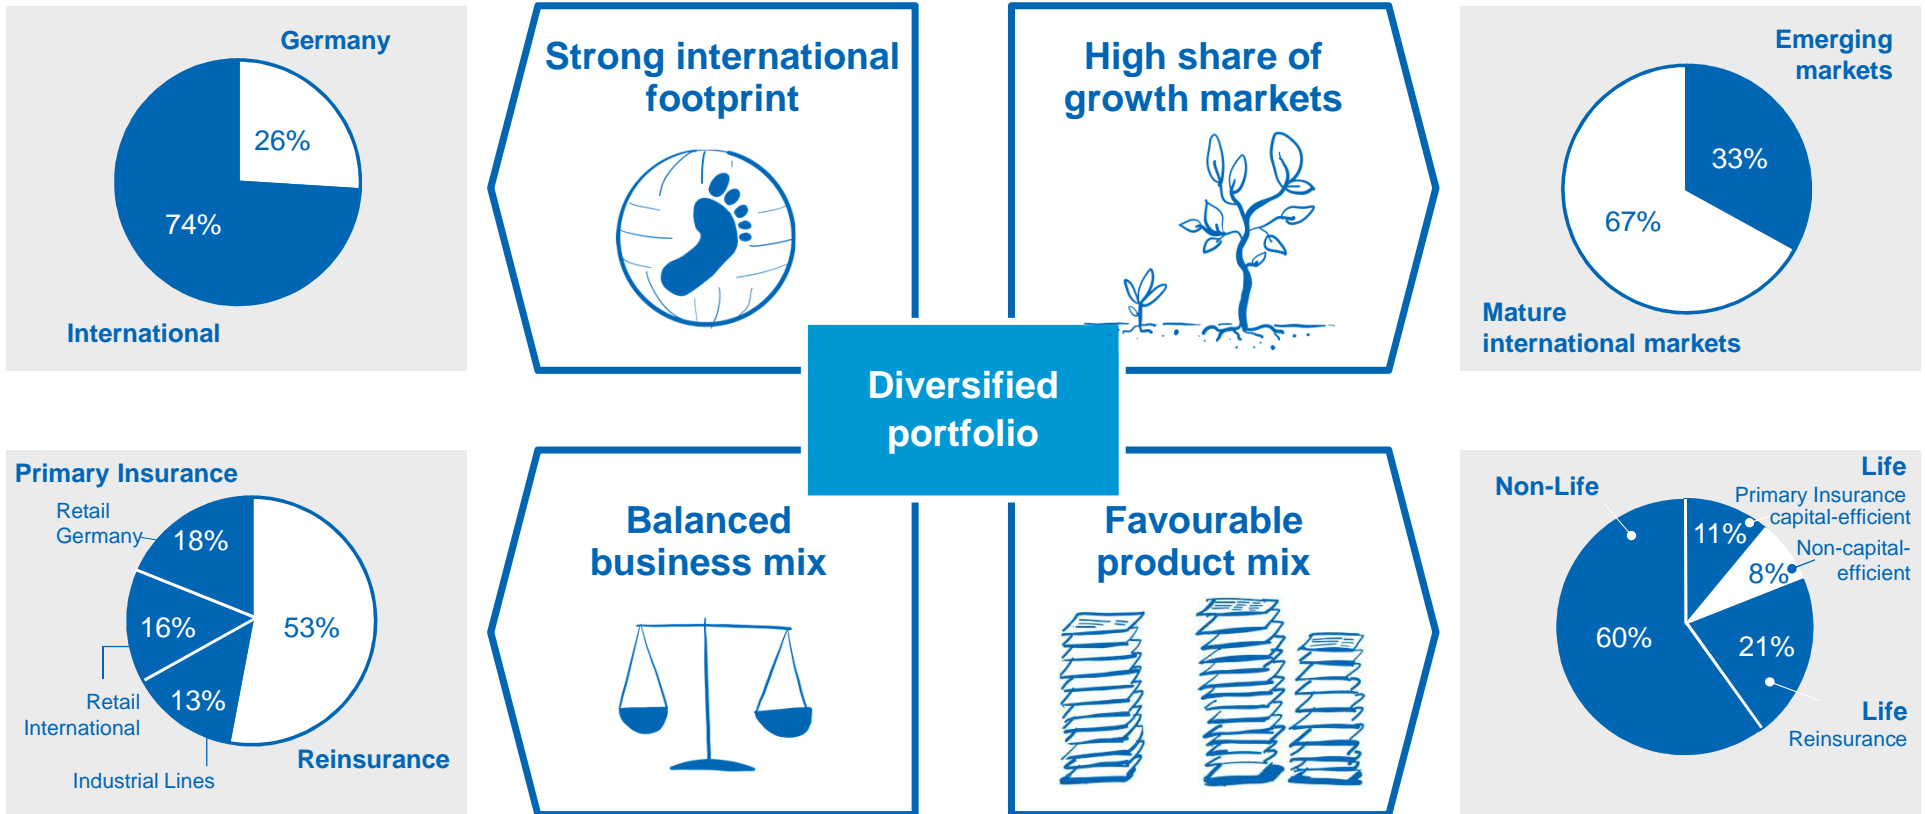 Germany
26%
74%
International
Strong international
footprint
High share of
growth markets
Emerging
markets
33%
67%
Mature
international markets
Diversified
portfolio
Primary Insurance
Retail
Germany
18%
16%
53%
13%
Retail
International
Industrial Lines
Reinsurance
Balanced
business mix
Favourable
product mix
Non-Life
Life
Primary Insurance
capital-efficient
11%
Non-capital-
efficient
8%
60%
21%
Life
Reinsurance